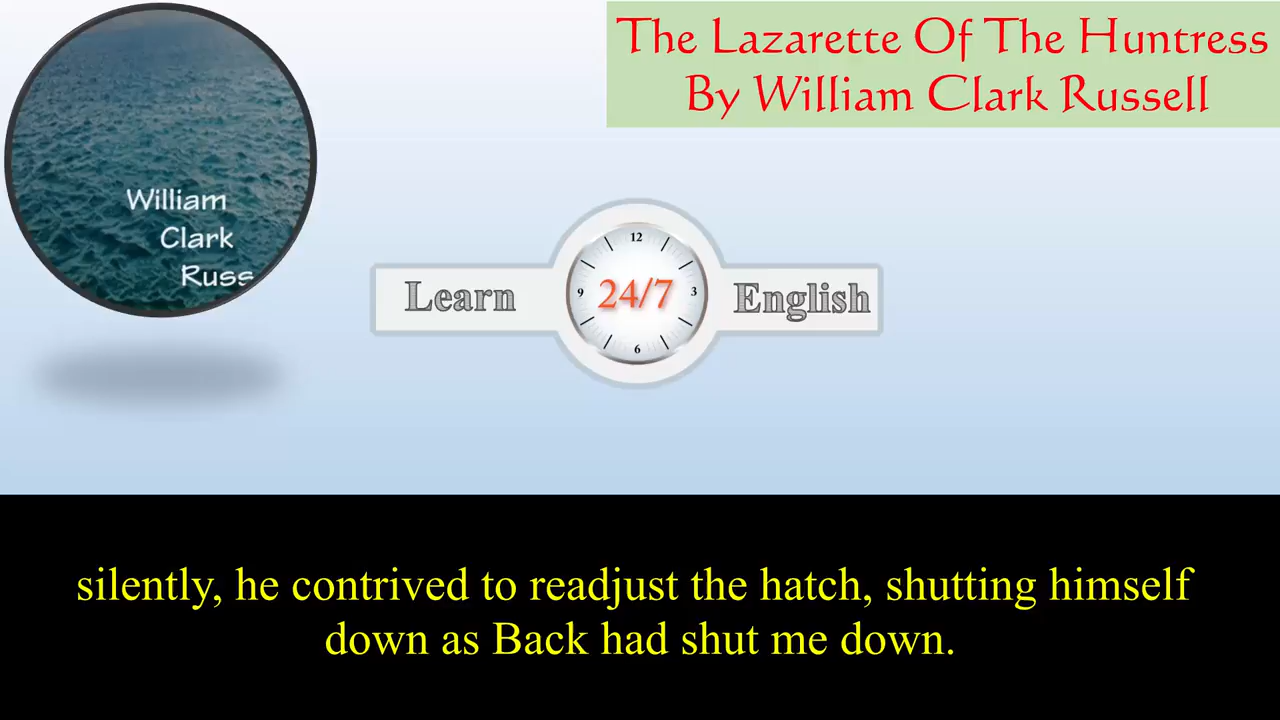 The Lazarette Of The Huntress
By William Clark Russell
William
Clark
Russ
Learn
24/7
English
12
3
6
9
silently, he contrived to readjust the hatch, shutting himself
down as Back had shut me down.